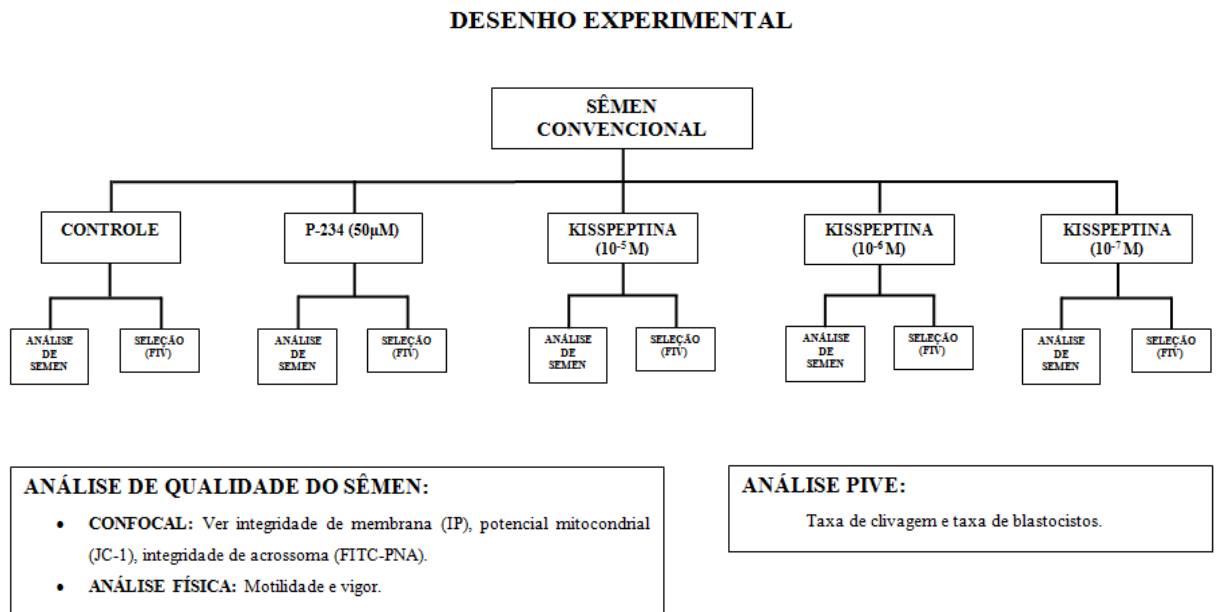 DESENHO EXPERIMENTAL
SÊMEN
CONVENCIONAL
CONTROLE
P-234 (50µM)
KISSPEPTINA
(10⁻⁵ M)
KISSPEPTINA
(10⁻⁶ M)
KISSPEPTINA
(10⁻⁷ M)
ANÁLISE
DE
SEMEN
SELEÇÃO
(FIV)
ANÁLISE
DE
SEMEN
SELEÇÃO
(FIV)
ANÁLISE
DE
SEMEN
SELEÇÃO
(FIV)
ANÁLISE
DE
SEMEN
SELEÇÃO
(FIV)
ANÁLISE
DE
SEMEN
SELEÇÃO
(FIV)
ANÁLISE DE QUALIDADE DO SÊMEN:
• CONFOCAL: Ver integridade de membrana (IP), potencial mitocondrial
(JC-1), integridade de acrossoma (FITC-PNA).
• ANÁLISE FÍSICA: Motilidade e vigor.
ANÁLISE PIVE:
Taxa de clivagem e taxa de blastocistos.